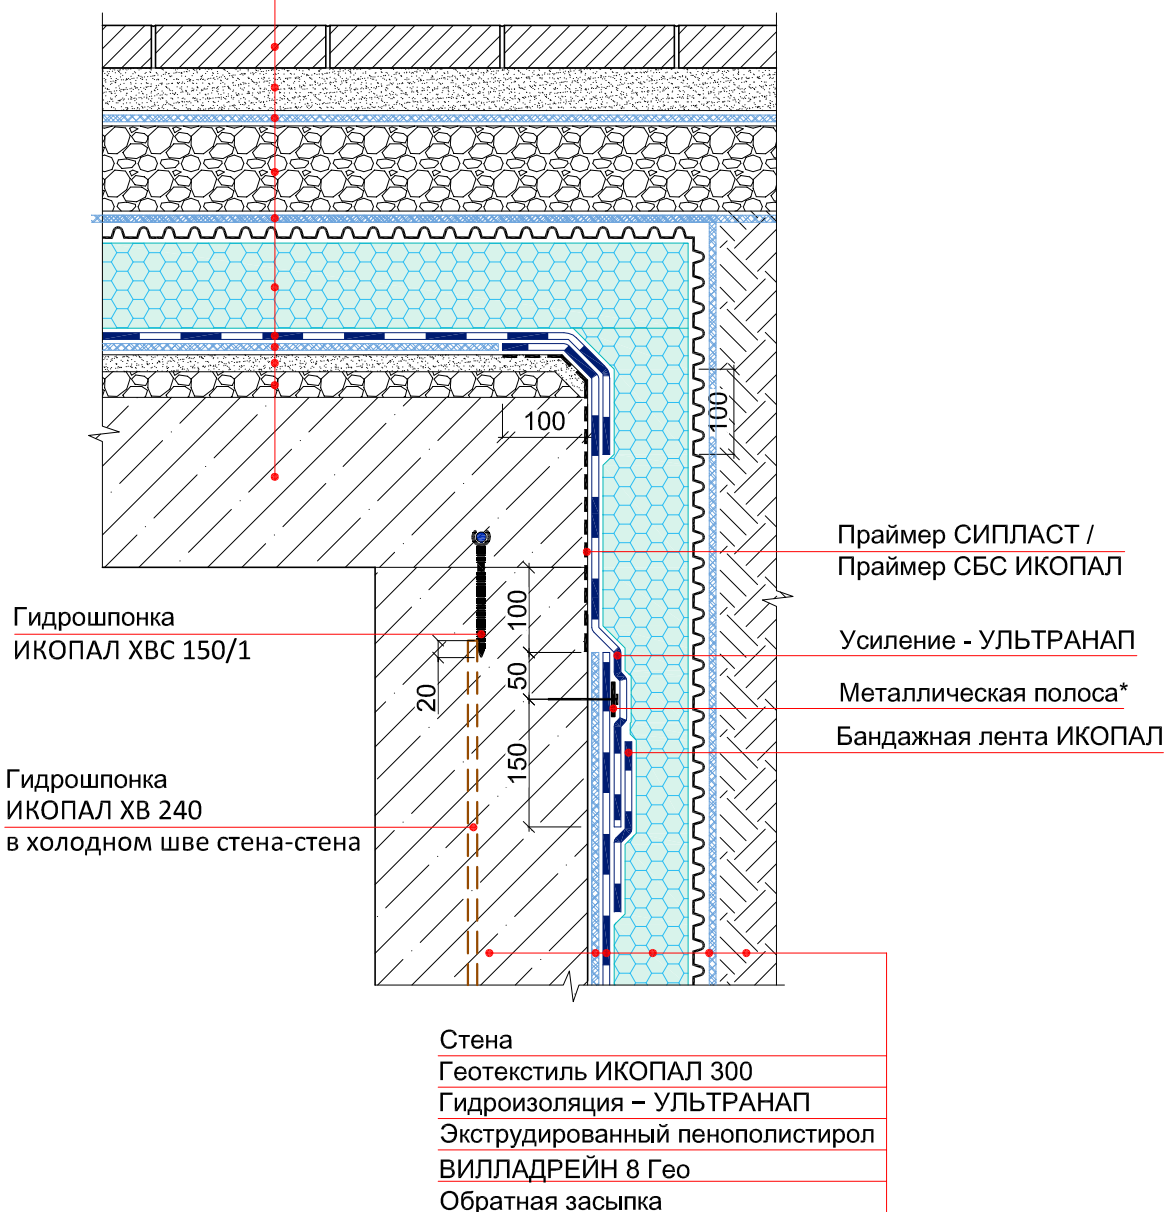 100
100
Праймер СИПЛАСТ /
Праймер СБС ИКОПАЛ
Гидрошпонка
ИКОПАЛ ХВС 150/1
100
Усиление - УЛЬТРАНАП
20
50
Металлическая полоса*
Бандажная лента ИКОПАЛ
150
Гидрошпонка
ИКОПАЛ ХВ 240
в холодном шве стена-стена
Стена
Геотекстиль ИКОПАЛ 300
Гидроизоляция – УЛЬТРАНАП
Экструдированный пенополистирол
ВИЛЛАДРЕЙН 8 Гео
Обратная засыпка